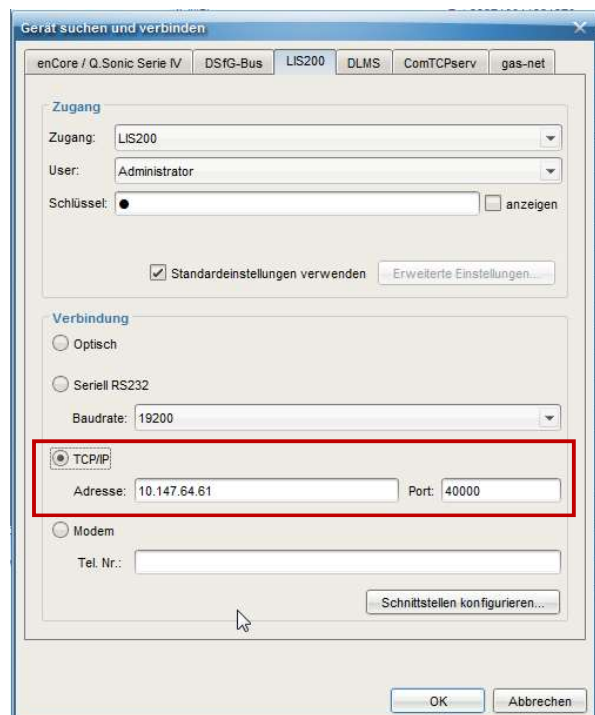 Gerät suchen und verbinden
enCore / Q.Sonic Serie IV DSfG-Bus LIS200 DLMS ComTCPserv gas-net
Zugang
Zugang: LIS200
User: Administrator
Schlüssel: ● anzeigen
Standardeinstellungen verwenden Erweiterte Einstellungen...
Verbindung
Optisch
Seriell RS232
Baudrate: 19200
TCP/IP
Adresse: 10.147.64.61 Port: 40000
Modem
Tel. Nr.:
Schnittstellen konfigurieren...
OK Abbrechen